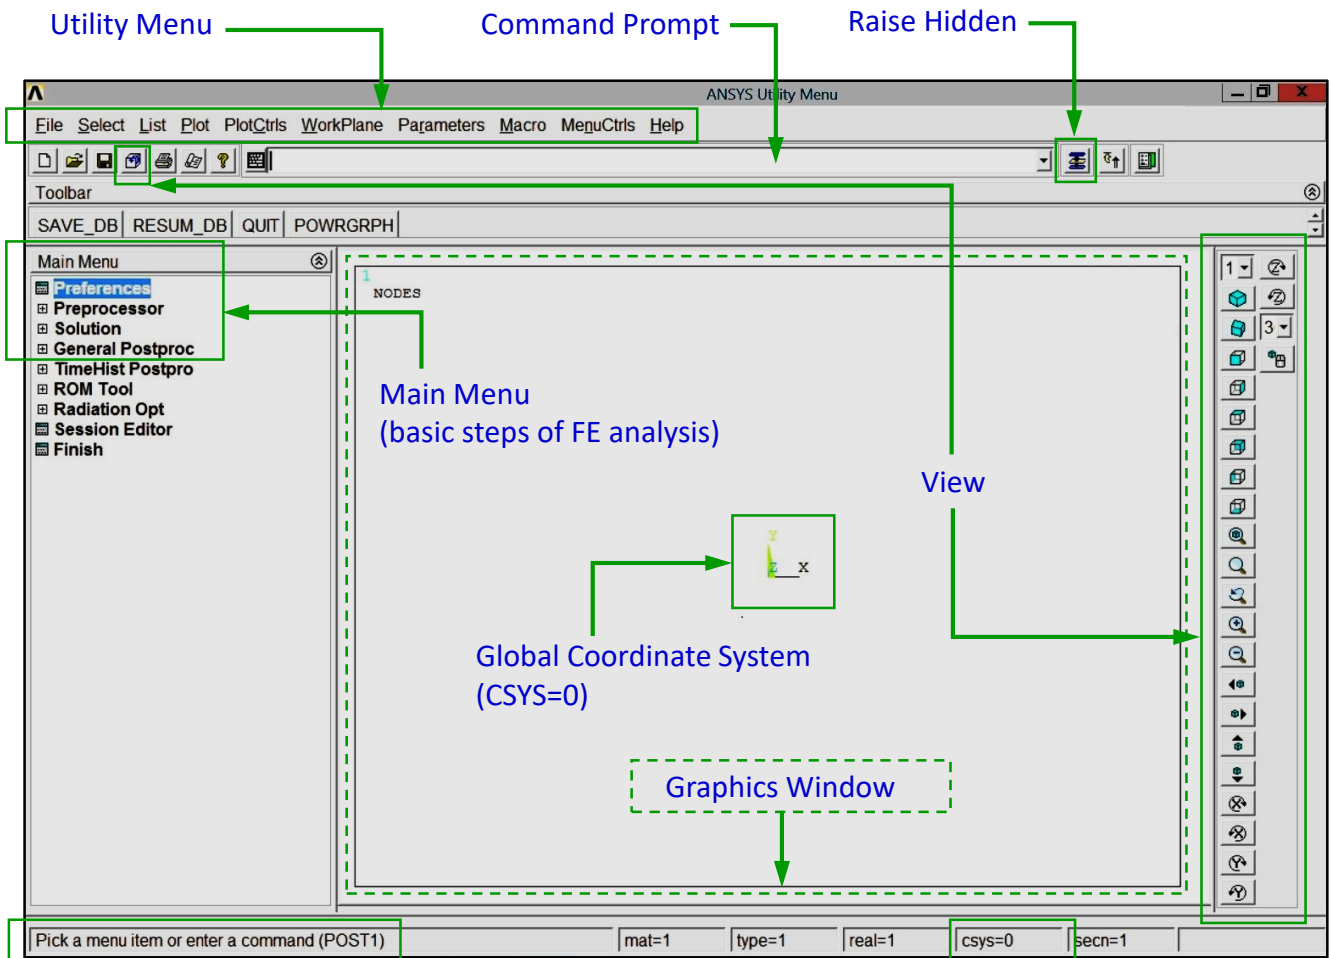 Utility Menu
Command Prompt
Raise Hidden
ANSYS Utility Menu
File Select List Plot PlotCtrls WorkPlane Parameters Macro MenuCtrls Help
Toolbar
SAVE_DB RESUM_DB QUIT POWRGRPH
Main Menu
Preferences
Preprocessor
Solution
General Postproc
TimeHist Postpro
ROM Tool
Radiation Opt
Session Editor
Finish
1
NODES
Main Menu
(basic steps of FE analysis)
View
Y
Z X
Global Coordinate System
(CSYS=0)
Graphics Window
1
3
Pick a menu item or enter a command (POST1)
mat=1
type=1
real=1
csys=0
secn=1